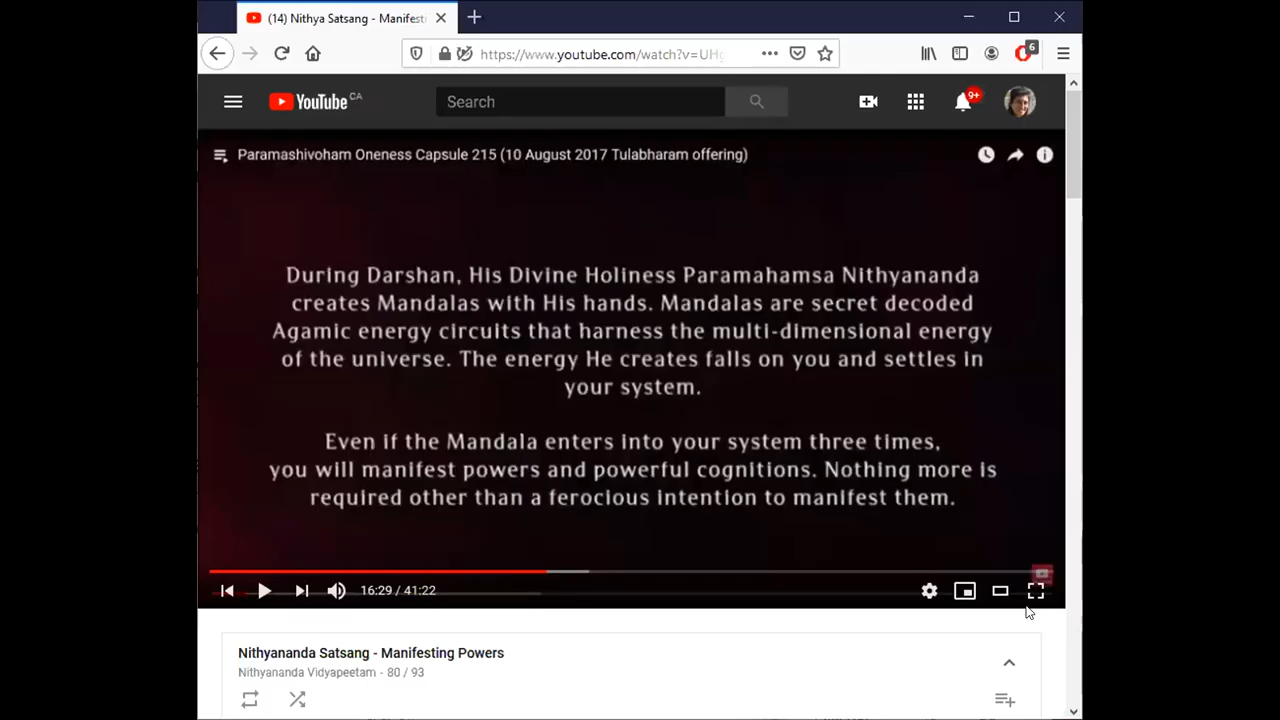 (14) Nithya Satsang - Manifesti
https://www.youtube.com/watch?v=UHg
6
YouTube CA
Search
9+
Paramashivoham Oneness Capsule 215 (10 August 2017 Tulabharam offering)
During Darshan, His Divine Holiness Paramahamsa Nithyananda
creates Mandalas with His hands. Mandalas are secret decoded
Agamic energy circuits that harness the multi-dimensional energy
of the universe. The energy He creates falls on you and settles in
your system.
Even if the Mandala enters into your system three times,
you will manifest powers and powerful cognitions. Nothing more is
required other than a ferocious intention to manifest them.
16:29 / 41:22
Nithyananda Satsang - Manifesting Powers
Nithyananda Vidyapeetam - 80 / 93